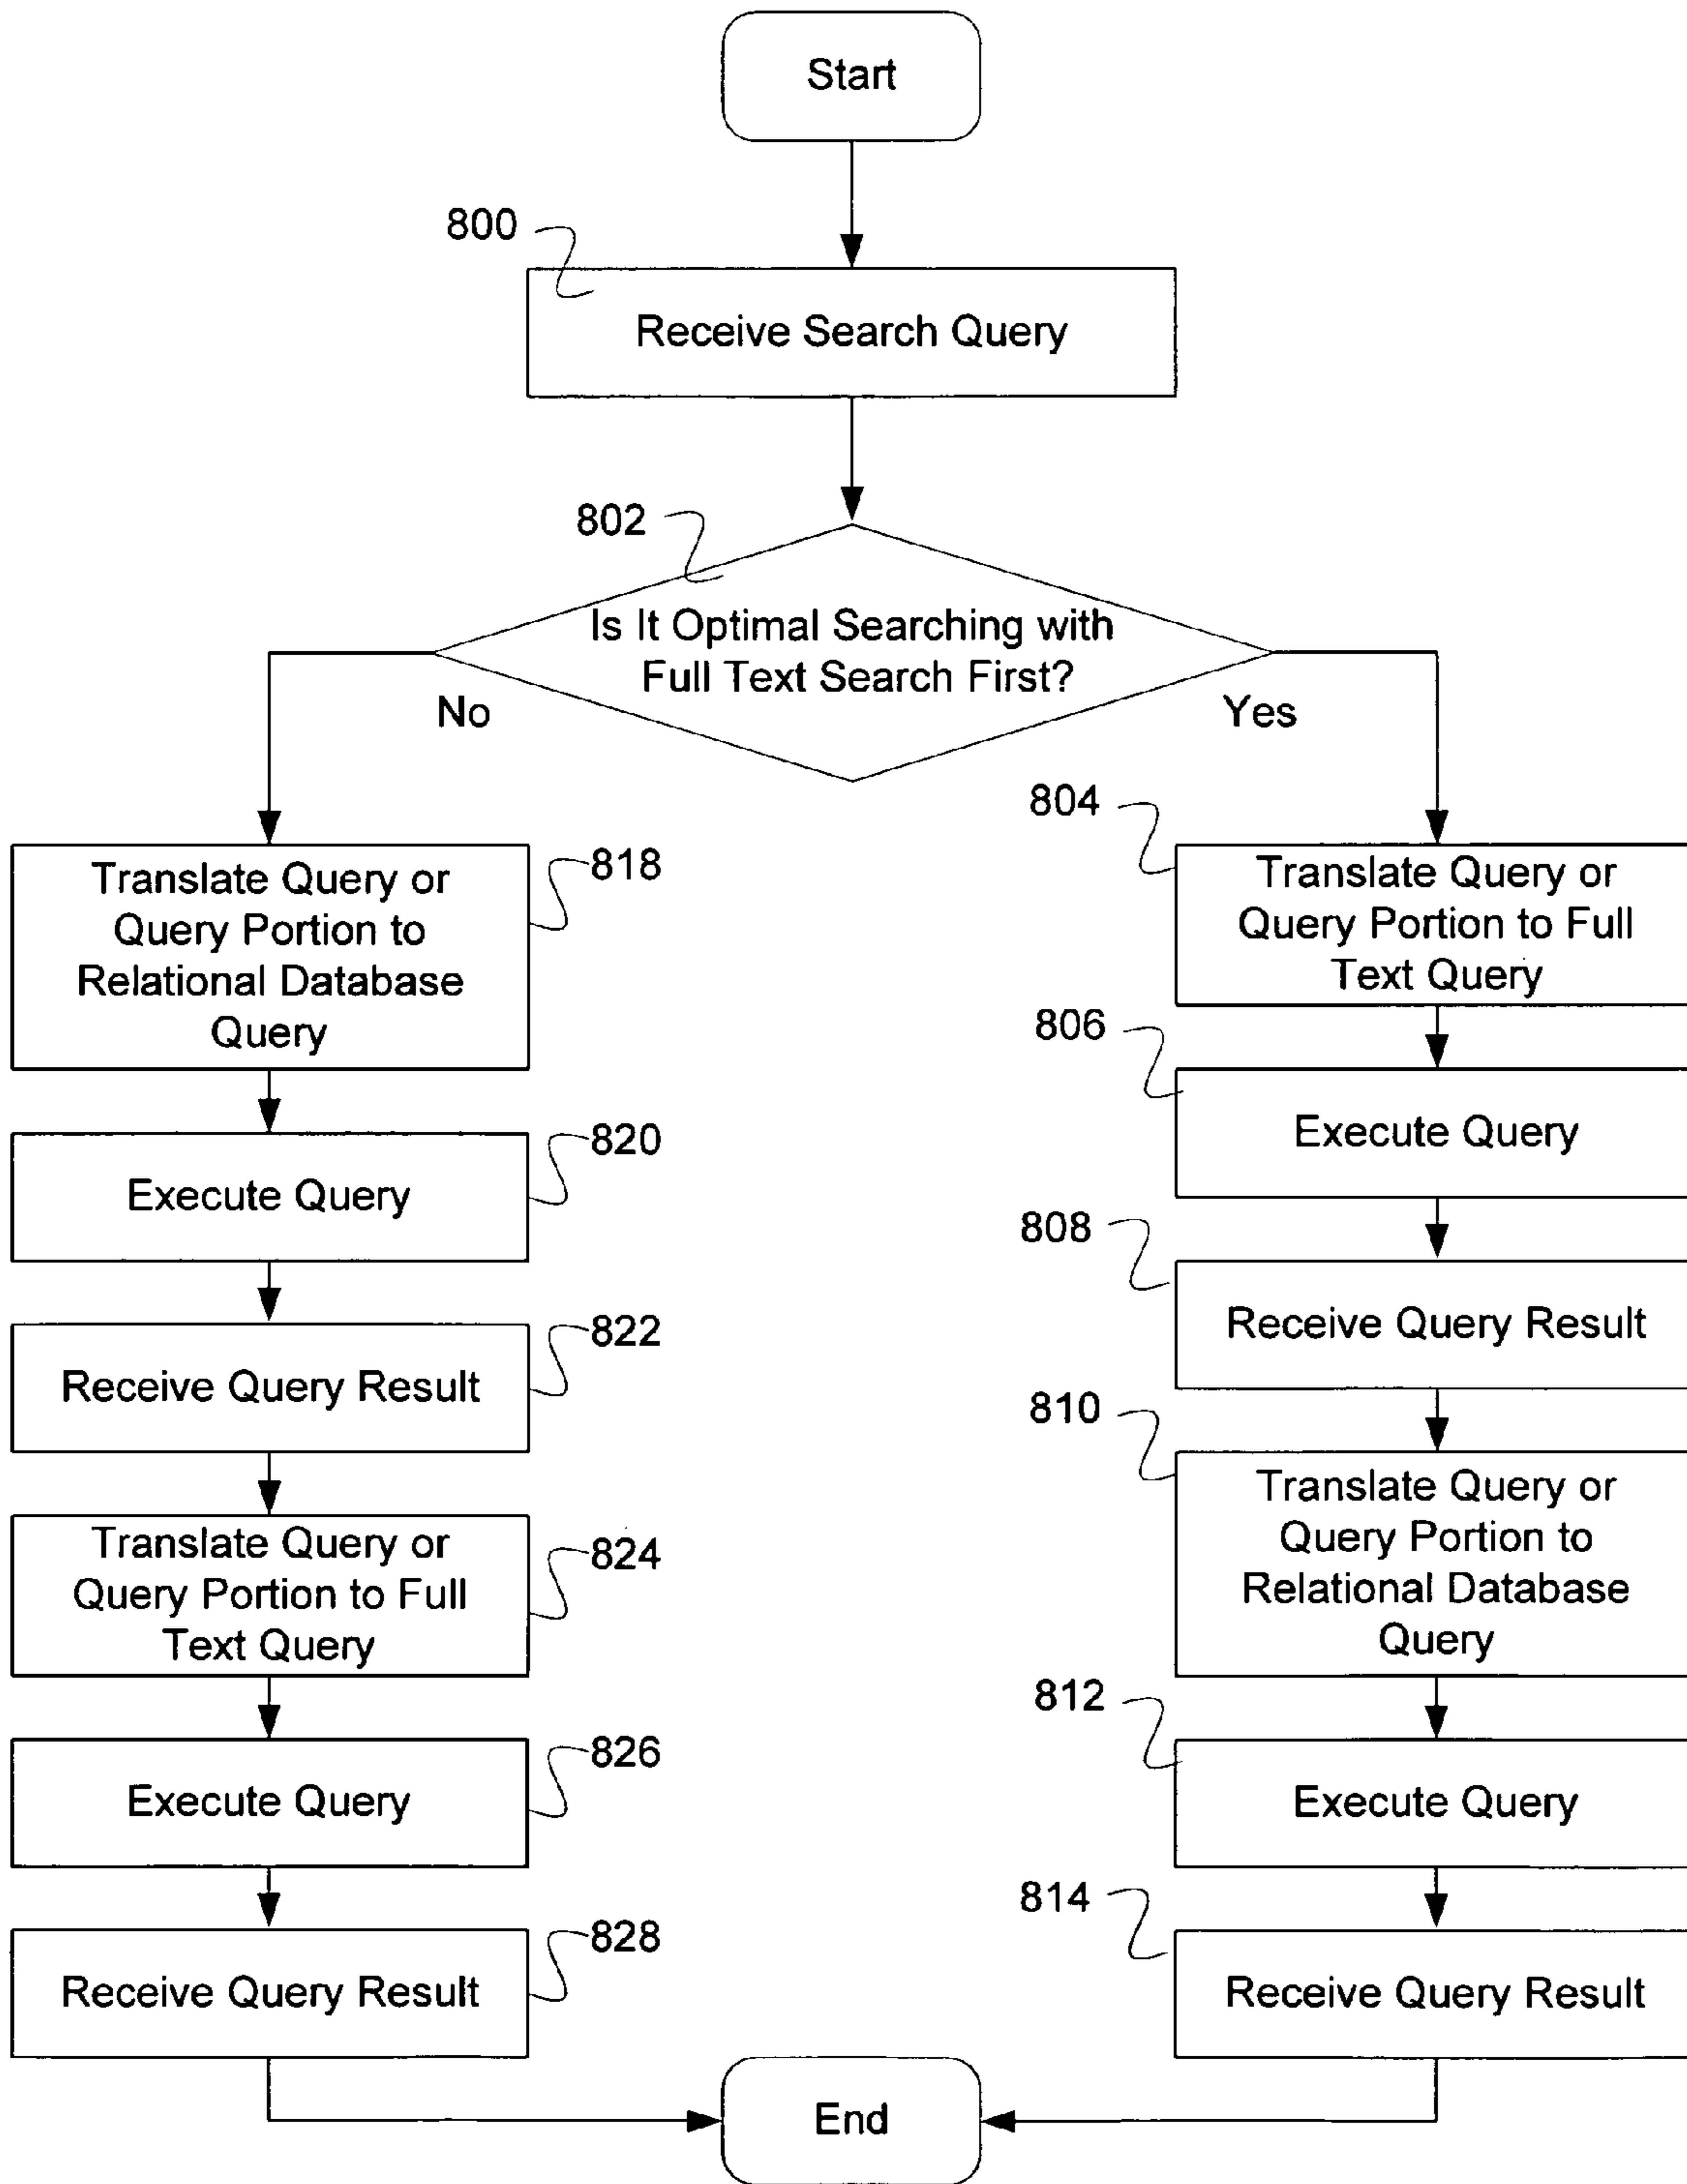 Start
800
Receive Search Query
802
Is It Optimal Searching with
Full Text Search First?
No
Yes
818
Translate Query or
Query Portion to
Relational Database
Query
820
Execute Query
822
Receive Query Result
824
Translate Query or
Query Portion to Full
Text Query
826
Execute Query
828
Receive Query Result
804
Translate Query or
Query Portion to Full
Text Query
806
Execute Query
808
Receive Query Result
810
Translate Query or
Query Portion to
Relational Database
Query
812
Execute Query
814
Receive Query Result
End